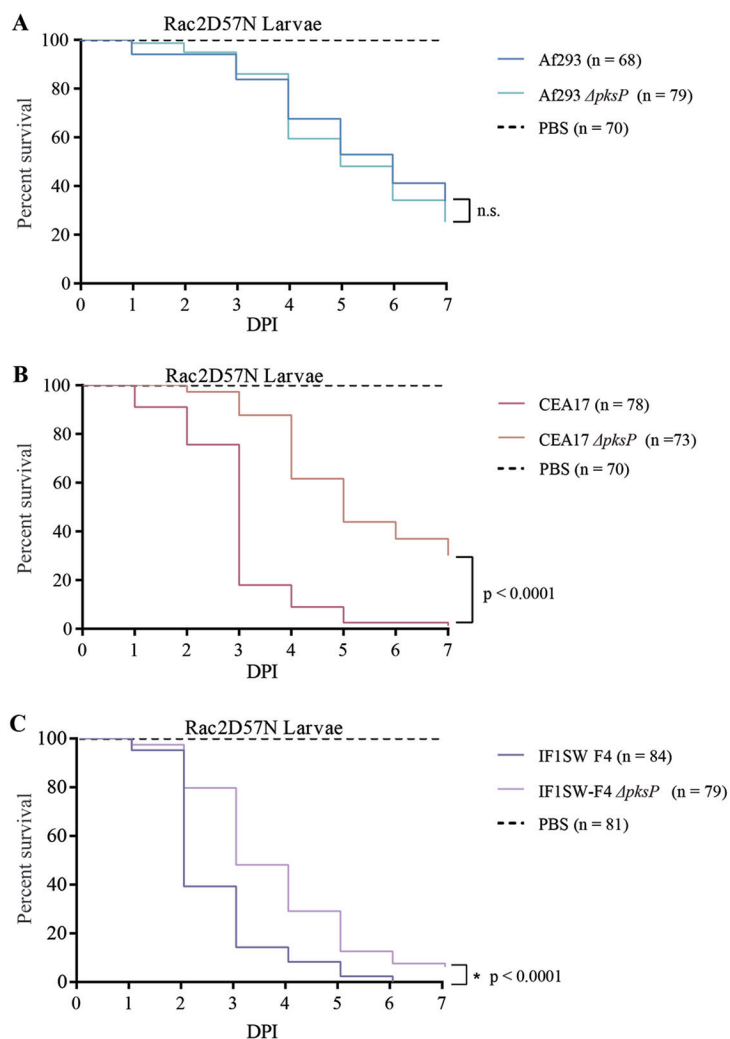 A
Rac2D57N Larvae
Percent survival
100
80
60
40
20
0
0 1 2 3 4 5 6 7
DPI
Af293 (n = 68)
Af293 ΔpksP (n = 79)
PBS (n = 70)
n.s.
B
Rac2D57N Larvae
Percent survival
100
80
60
40
20
0
0 1 2 3 4 5 6 7
DPI
CEA17 (n = 78)
CEA17 ΔpksP (n =73)
PBS (n = 70)
p < 0.0001
C
Rac2D57N Larvae
Percent survival
100
80
60
40
20
0
0 1 2 3 4 5 6 7
DPI
IF1SW F4 (n = 84)
IF1SW-F4 ΔpksP (n = 79)
PBS (n = 81)
* p < 0.0001